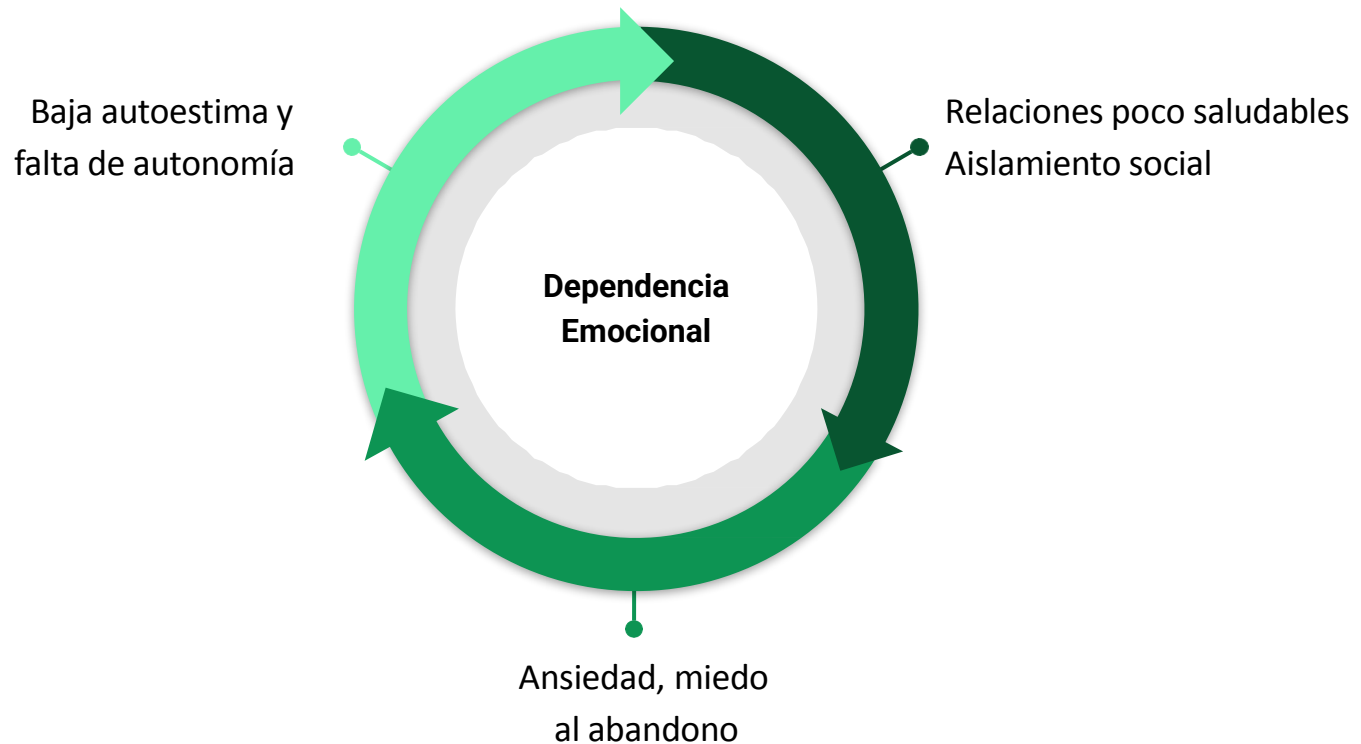 Baja autoestima y
falta de autonomía
Relaciones poco saludables
Aislamiento social
Dependencia
Emocional
Ansiedad, miedo
al abandono